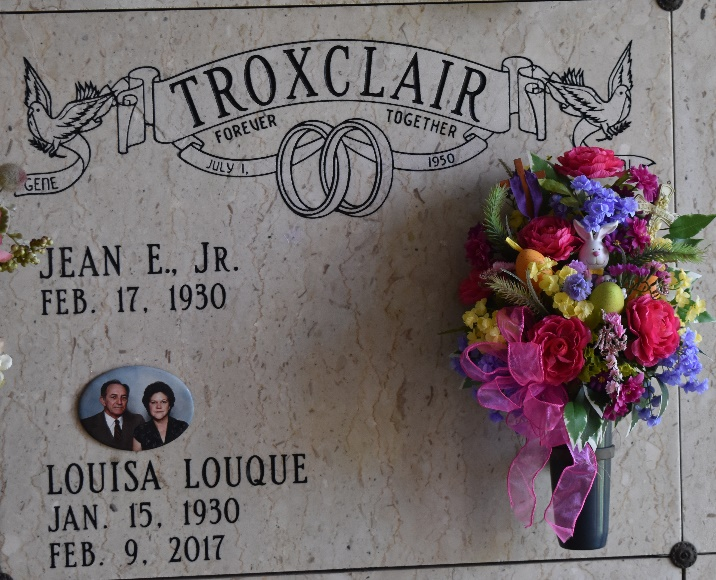 TROXCLAIR
FOREVER TOGETHER
JULY 1, 1950
GENE
JEAN E., JR.
FEB. 17, 1930
LOUISA LOUQUE
JAN. 15, 1930
FEB. 9, 2017